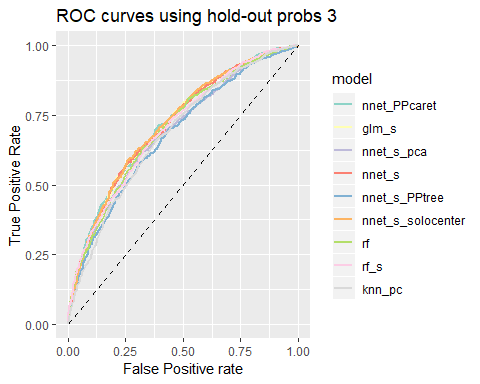 ROC curves using hold-out probs 3
1.00
0.75
0.50
0.25
0.00
True Positive Rate
0.00 0.25 0.50 0.75 1.00
False Positive rate
model
nnet_PPcaret
glm_s
nnet_s_pca
nnet_s
nnet_s_PPtree
nnet_s_solocenter
rf
rf_s
knn_pc